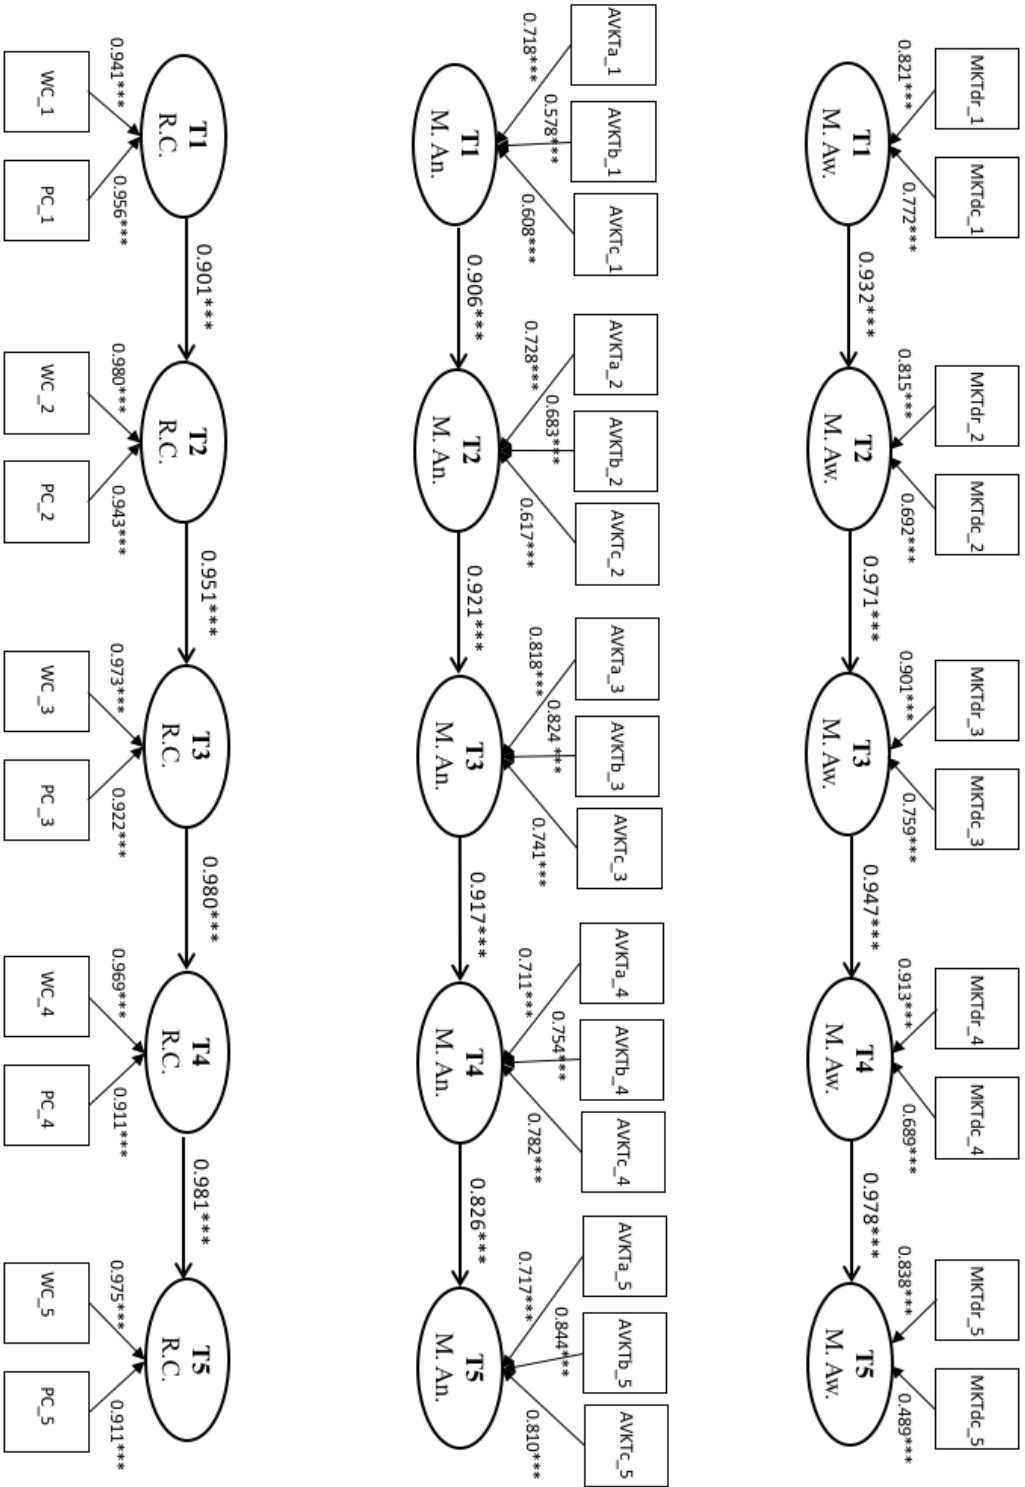 MKTdr_1
MKTdc_1
MKTdr_2
MKTdc_2
MKTdr_3
MKTdc_3
MKTdr_4
MKTdc_4
MKTdr_5
MKTdc_5
0.821***
0.772***
0.815***
0.692***
0.901***
0.759***
0.913***
0.689***
0.838***
0.489***
T1
M. Aw.
0.932***
T2
M. Aw.
0.971***
T3
M. Aw.
0.947***
T4
M. Aw.
0.978***
T5
M. Aw.
AVKTa_1
AVKTb_1
AVKTc_1
AVKTa_2
AVKTb_2
AVKTc_2
AVKTa_3
AVKTb_3
AVKTc_3
AVKTa_4
AVKTb_4
AVKTc_4
AVKTa_5
AVKTb_5
AVKTc_5
0.718***
0.578***
0.608***
0.728***
0.683***
0.617***
0.818***
0.824 ***
0.741***
0.711***
0.754***
0.782***
0.717***
0.844***
0.810***
T1
M. An.
0.906***
T2
M. An.
0.921***
T3
M. An.
0.917***
T4
M. An.
0.826***
T5
M. An.
T1
R.C.
0.901***
T2
R.C.
0.951***
T3
R.C.
0.980***
T4
R.C.
0.981***
T5
R.C.
0.941***
0.956***
0.980***
0.943***
0.973***
0.922***
0.969***
0.911***
0.975***
0.911***
WC_1
PC_1
WC_2
PC_2
WC_3
PC_3
WC_4
PC_4
WC_5
PC_5